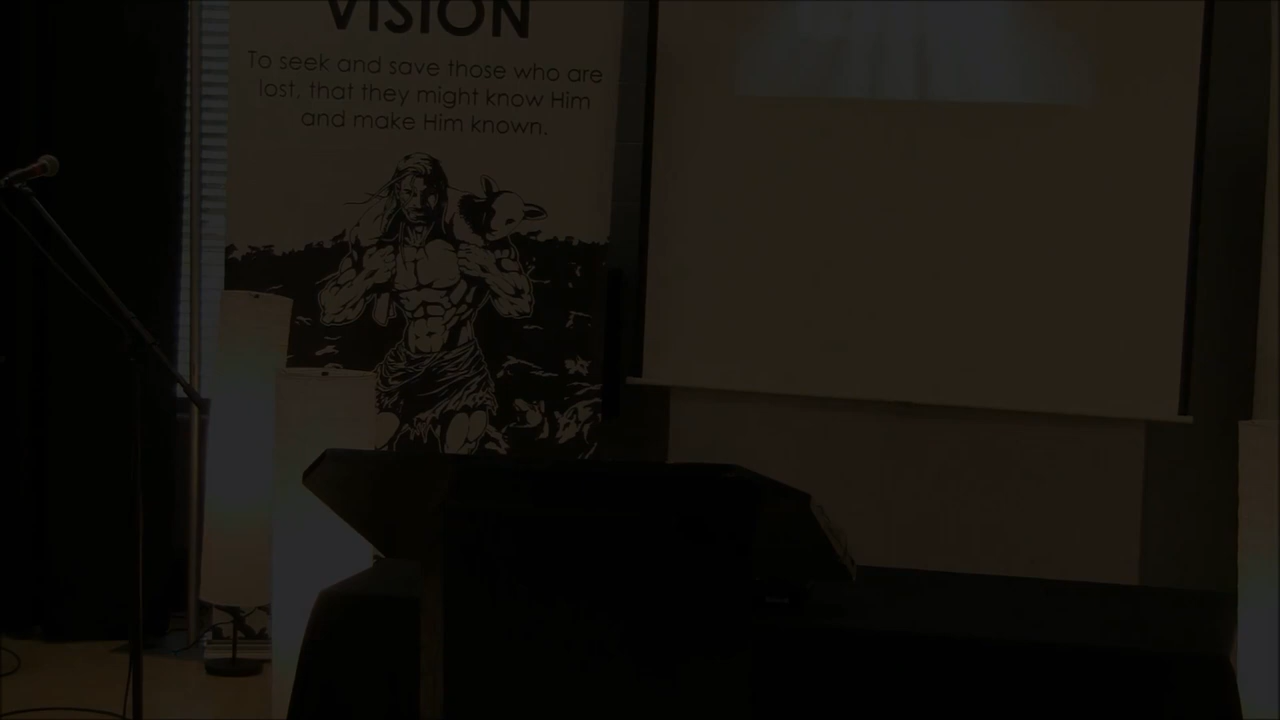 VISION
To seek and save those who are
lost, that they might know Him
and make Him known.